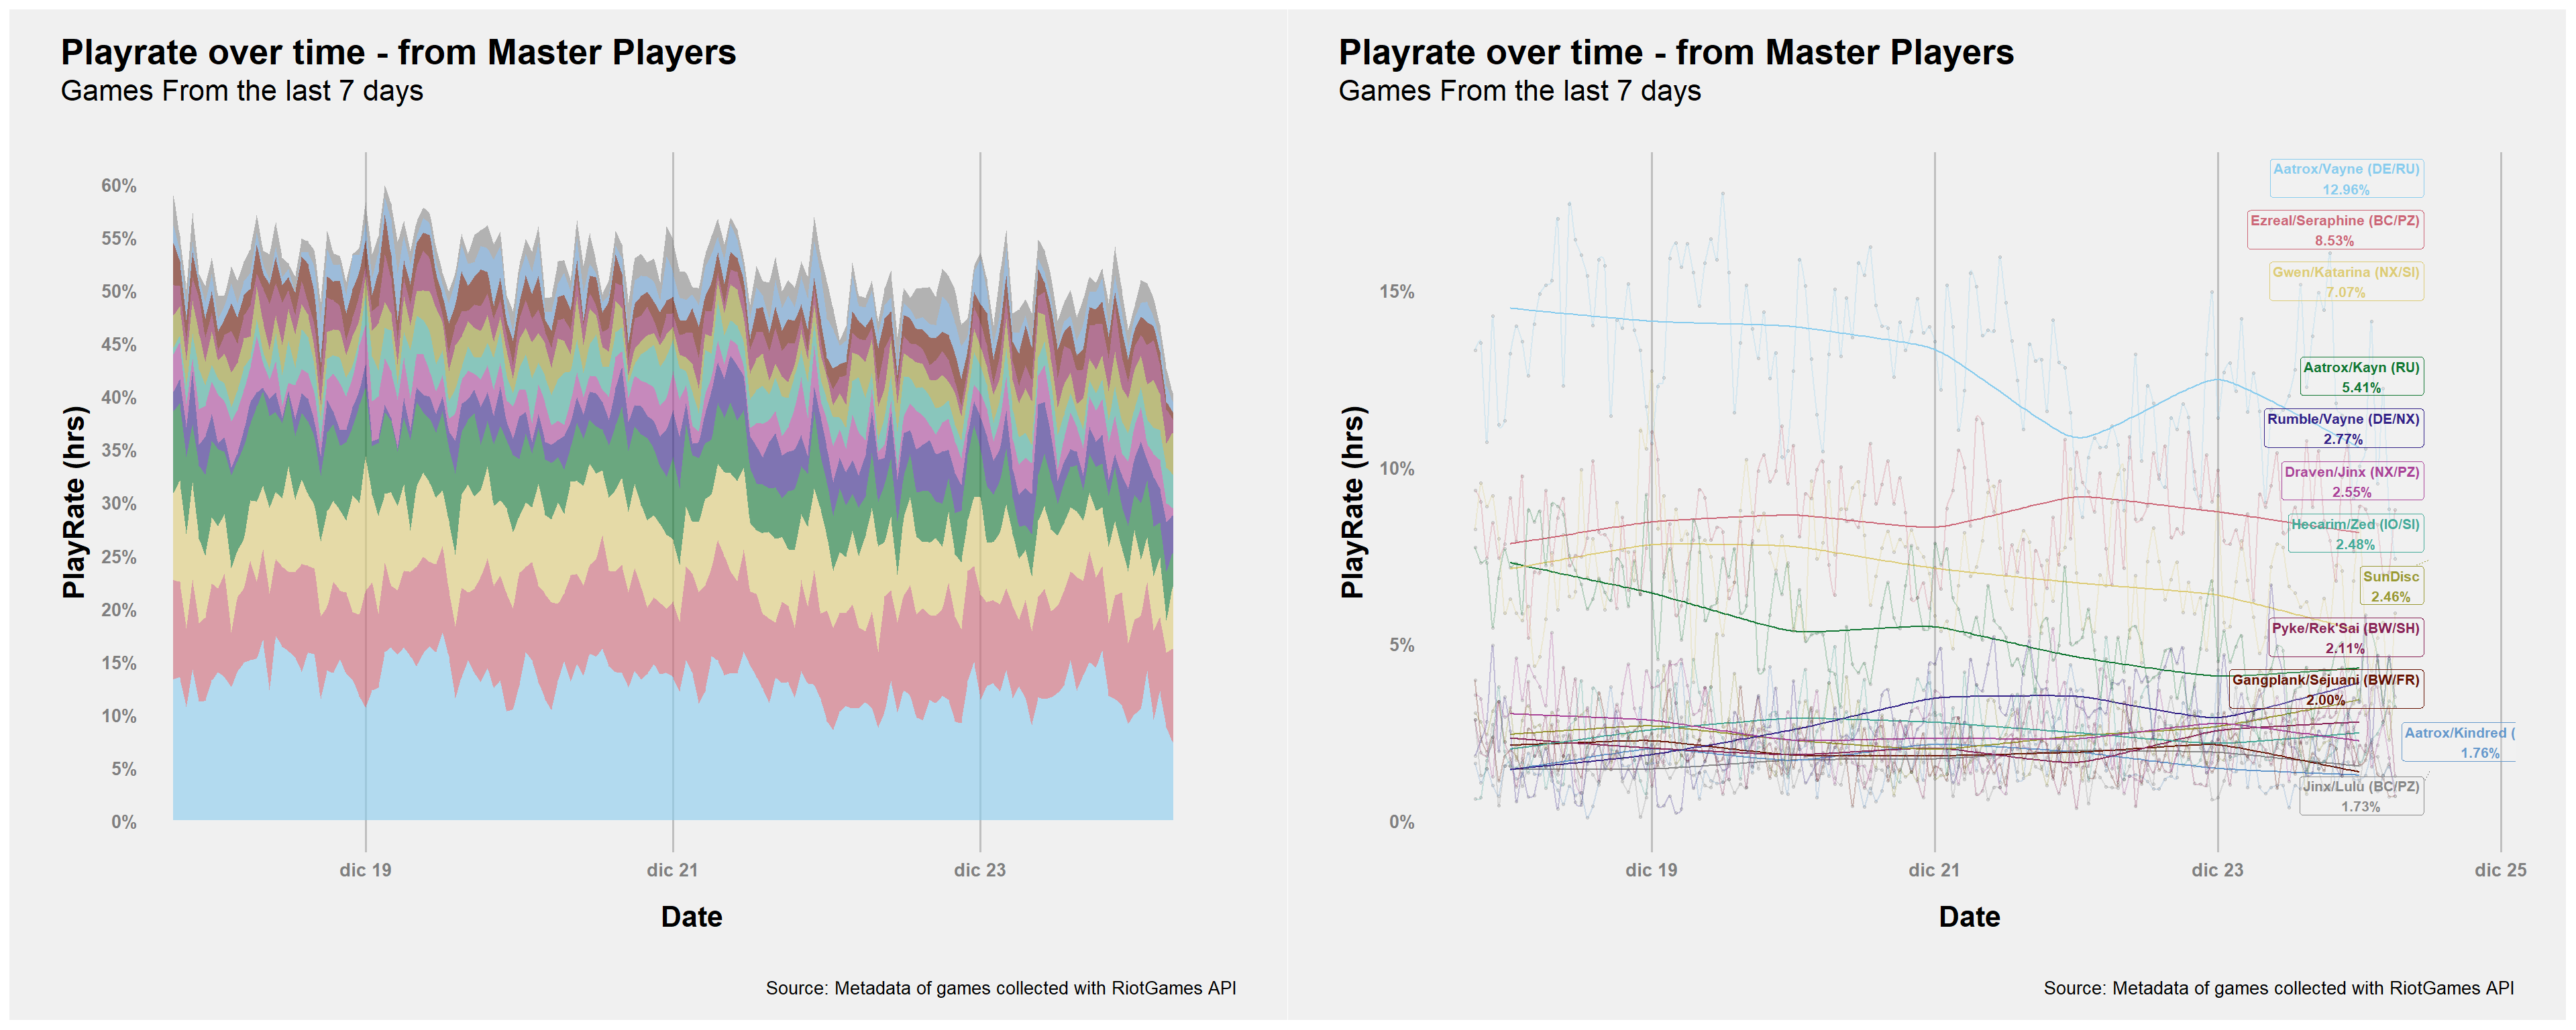 Playrate over time - from Master Players
Games From the last 7 days
60%
55%
50%
45%
40%
35%
30%
25%
20%
15%
10%
5%
0%
PlayRate (hrs)
dic 19
dic 21
dic 23
Date
Source: Metadata of games collected with RiotGames API
Playrate over time - from Master Players
Games From the last 7 days
15%
10%
5%
0%
PlayRate (hrs)
Aatrox/Vayne (DE/RU)
12.96%
Ezreal/Seraphine (BC/PZ)
8.53%
Gwen/Katarina (NX/SI)
7.07%
Aatrox/Kayn (RU)
5.41%
Rumble/Vayne (DE/NX)
2.77%
Draven/Jinx (NX/PZ)
2.55%
Hecarim/Zed (IO/SI)
2.48%
SunDisc
2.46%
Pyke/Rek'Sai (BW/SH)
2.11%
Gangplank/Sejuani (BW/FR)
2.00%
Aatrox/Kindred (
1.76%
Jinx/Lulu (BC/PZ)
1.73%
dic 19
dic 21
dic 23
dic 25
Date
Source: Metadata of games collected with RiotGames API